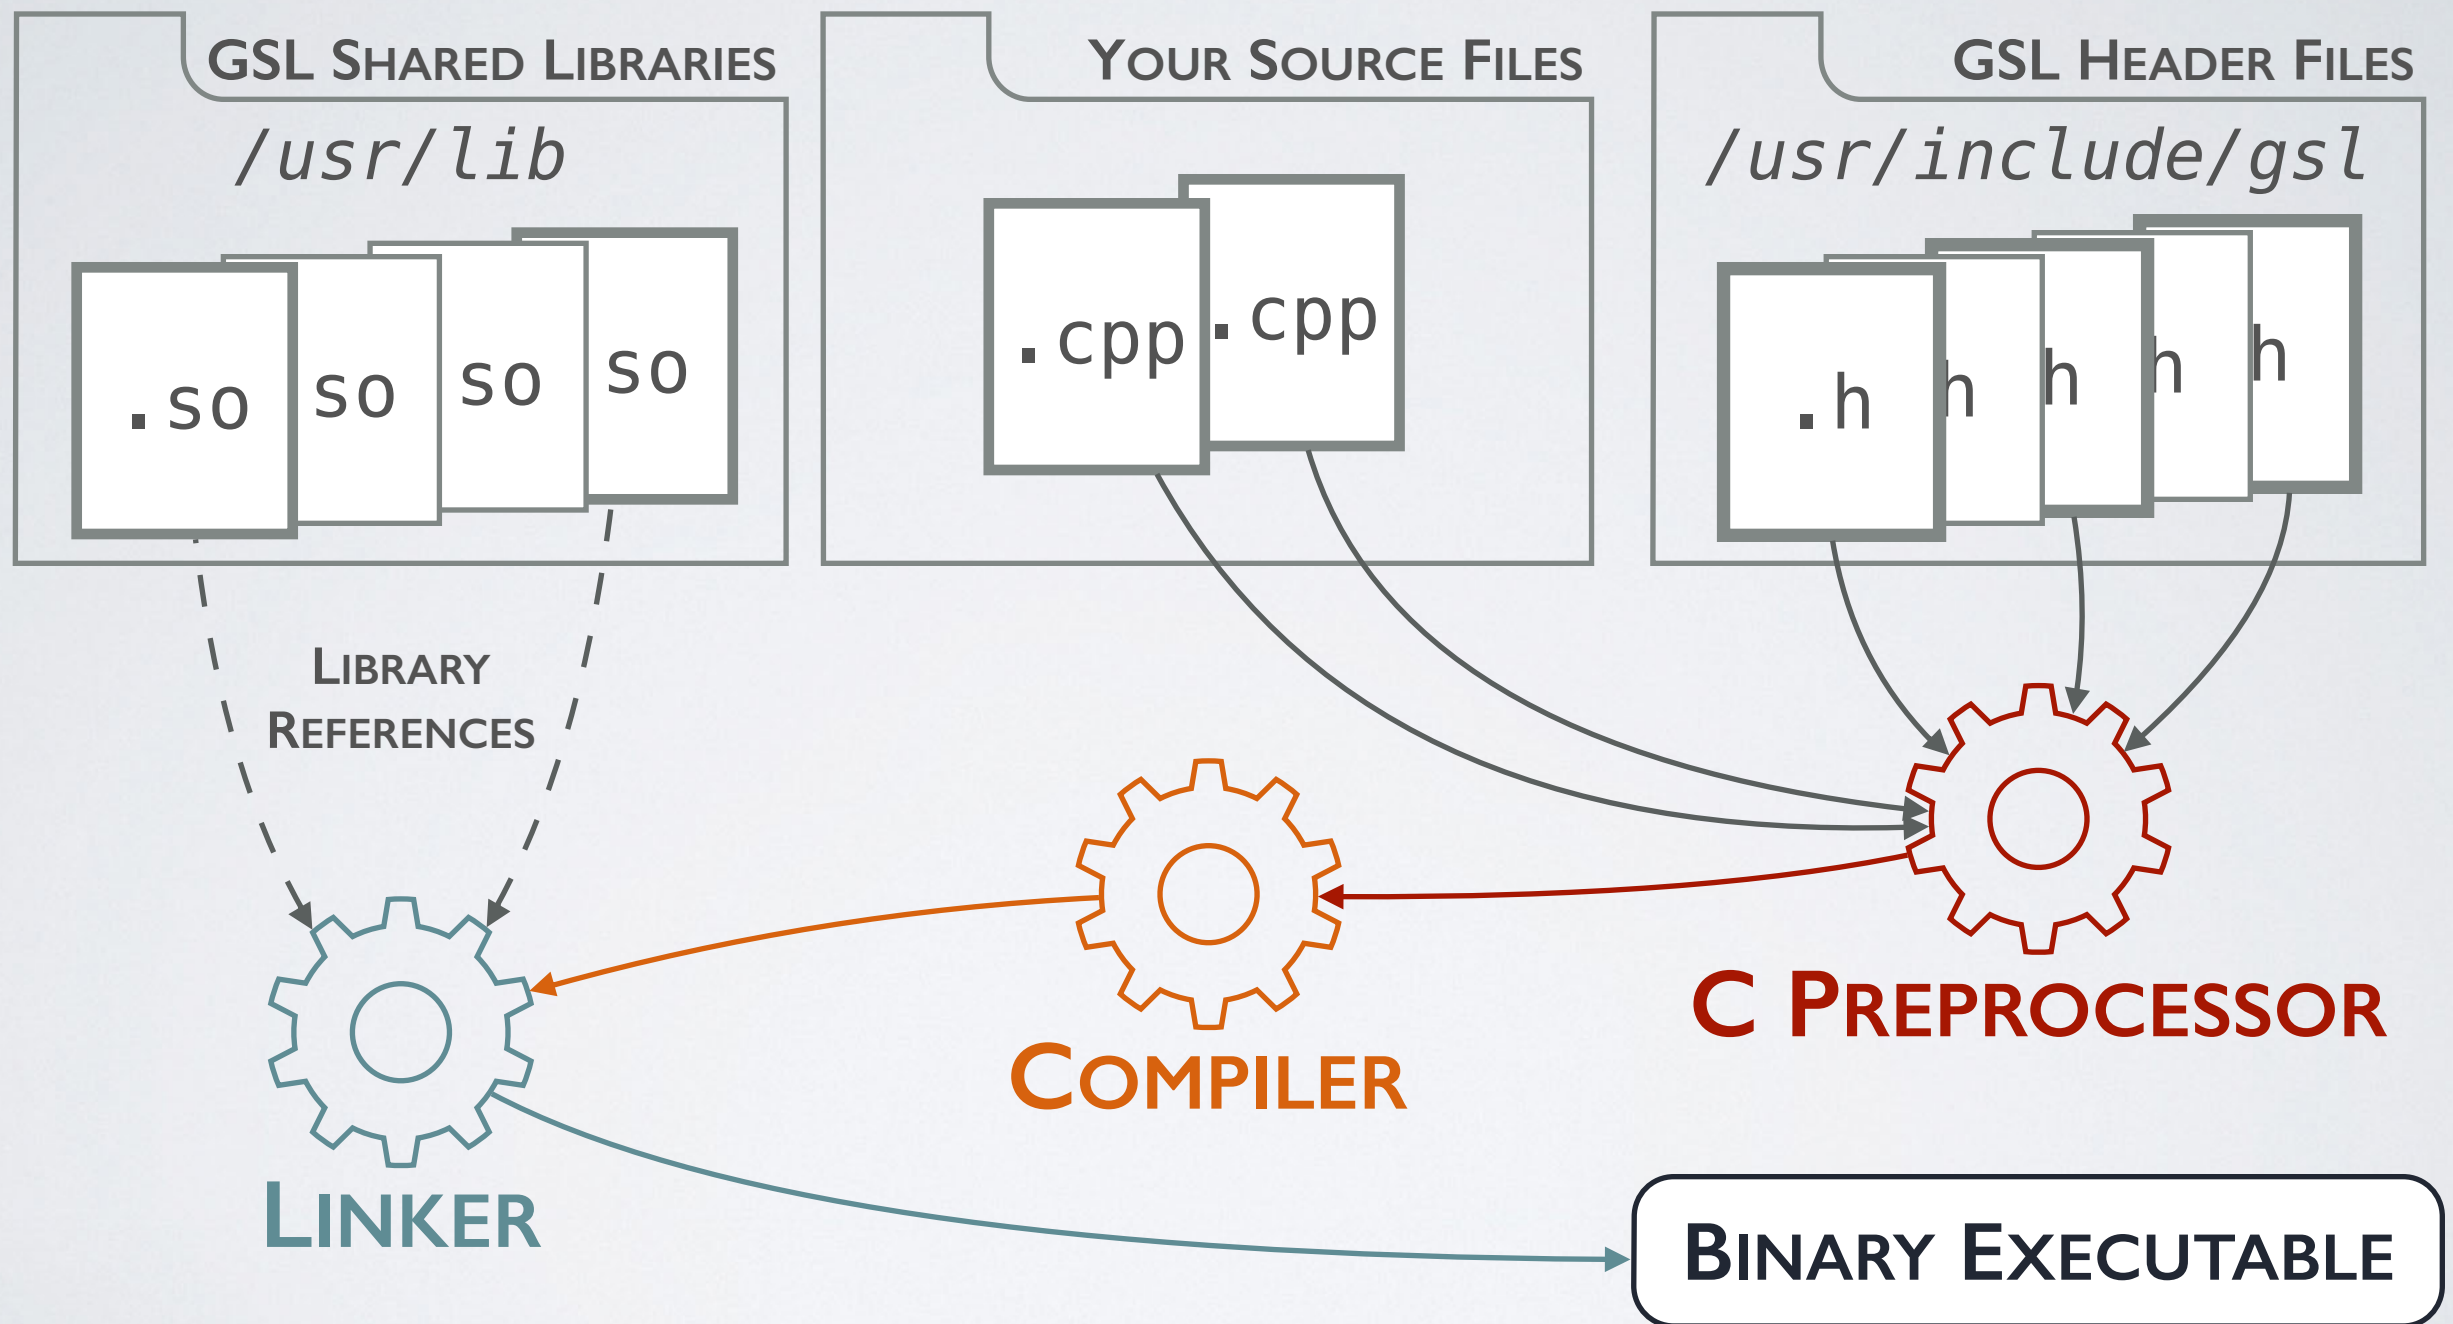 GSL SHARED LIBRARIES
/usr/lib
.so
so
so
so
YOUR SOURCE FILES
.cpp
.cpp
GSL HEADER FILES
/usr/include/gsl
.h
h
h
h
h
LIBRARY
REFERENCES
C PREPROCESSOR
COMPILER
LINKER
BINARY EXECUTABLE